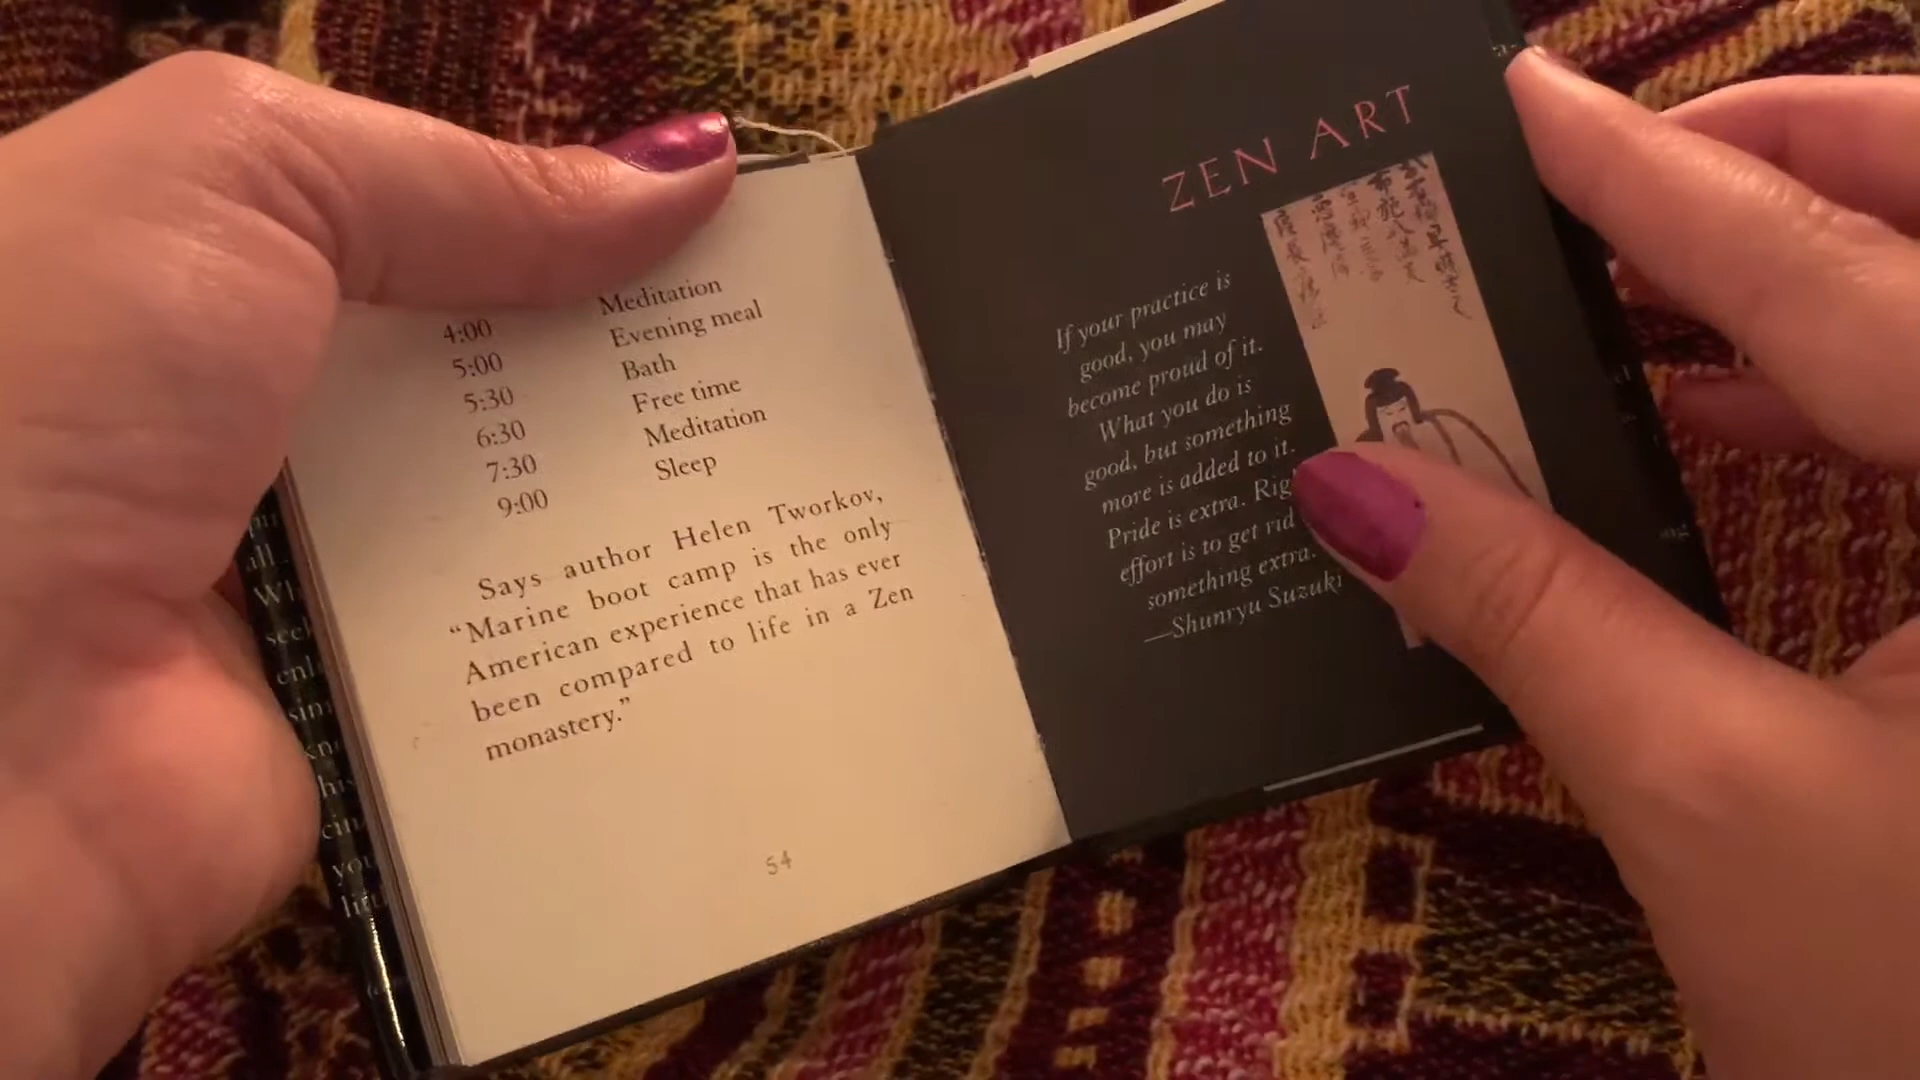 4:00 Meditation
5:00 Evening meal
5:30 Bath
6:30 Free time
7:30 Meditation
9:00 Sleep
Says author Helen Tworkov,
“Marine boot camp is the only
American experience that has ever
been compared to life in a Zen
monastery.”
54
ZEN ART
If your practice is
good, you may
become proud of it.
What you do is
good, but something
more is added to it.
Pride is extra.
effort is to get rid
something extra.
—Shunryu Suzuki